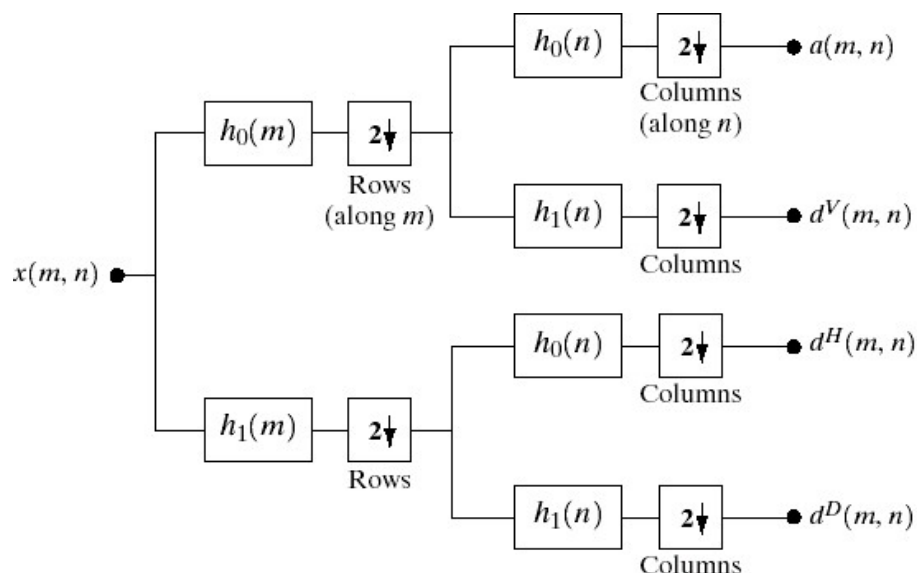 h₀(n)
2↓
a(m, n)
Columns
(along n)
h₀(m)
2↓
Rows
(along m)
h₁(n)
2↓
dⱽ(m, n)
Columns
x(m, n)
h₀(n)
2↓
dᴴ(m, n)
Columns
h₁(m)
2↓
Rows
h₁(n)
2↓
dᴰ(m, n)
Columns